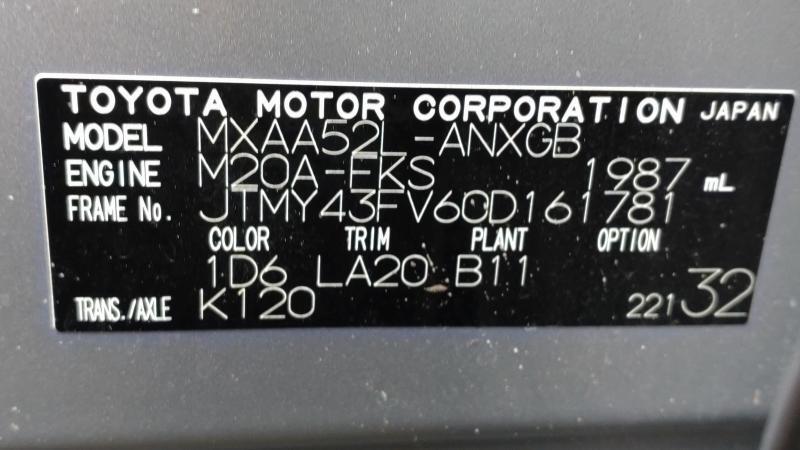 TOYOTA MOTOR CORPORATION JAPAN
MODEL MXAA52L-ANXGB
ENGINE M20A-FKS 1987 mL
FRAME No. JTMY43FV60D161781
COLOR TRIM PLANT OPTION
1D6 LA20 B11
TRANS./AXLE K120 221 32